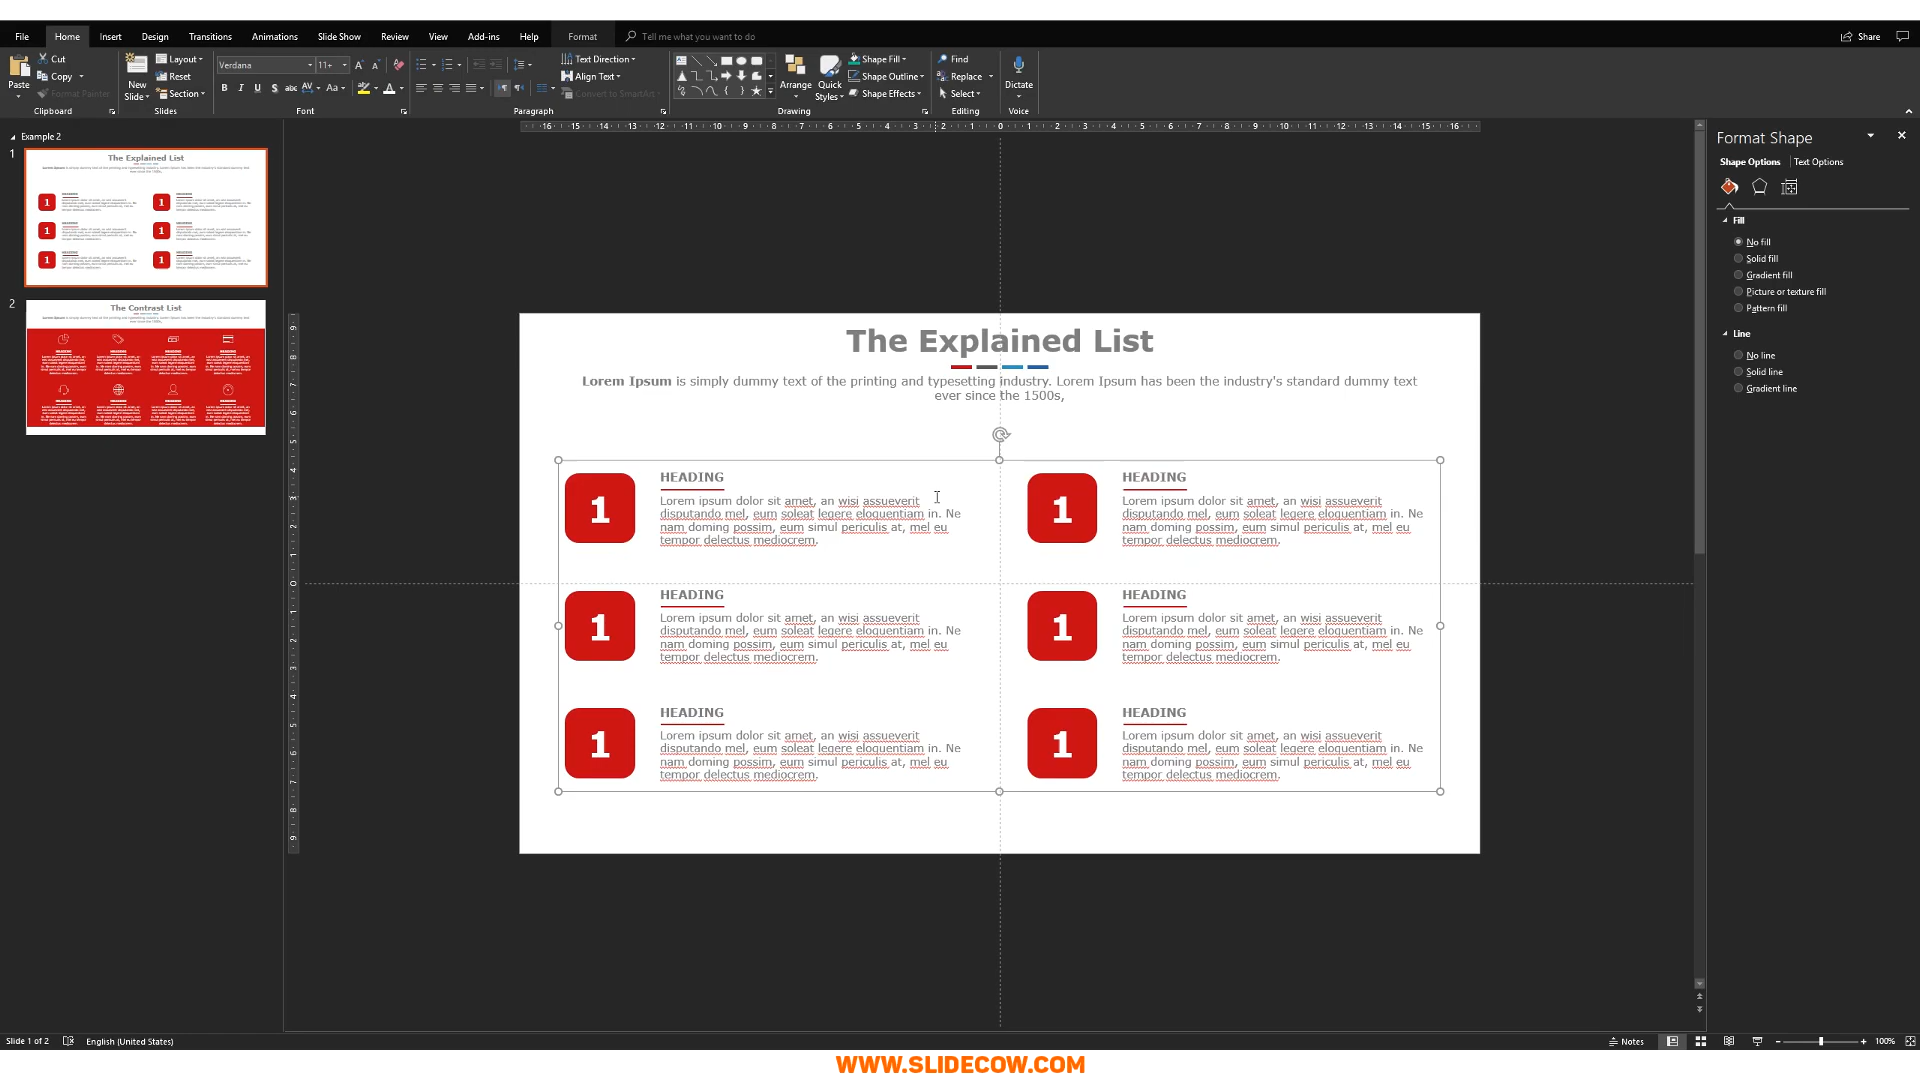 File Home Insert Design Transitions Animations Slide Show Review View Add-ins Help Format Tell me what you want to do Share
Paste Cut Copy Format Painter Clipboard
New Slide Layout Reset Section Slides
Verdana 11+ Font
Text Direction Align Text Convert to SmartArt Paragraph
Arrange Quick Styles Shape Fill Shape Outline Shape Effects Drawing
Find Replace Select Editing
Dictate Voice
Example 2
1
The Explained List
2
The Contrast List
The Explained List
Lorem Ipsum is simply dummy text of the printing and typesetting industry. Lorem Ipsum has been the industry's standard dummy text
ever since the 1500s,
1
HEADING
Lorem ipsum dolor sit amet, an wisi assueverit
disputando mel, eum soleat legere eloquentiam in. Ne
nam doming possim, eum simul periculis at, mel eu
tempor delectus mediocrem.
1
HEADING
Lorem ipsum dolor sit amet, an wisi assueverit
disputando mel, eum soleat legere eloquentiam in. Ne
nam doming possim, eum simul periculis at, mel eu
tempor delectus mediocrem.
1
HEADING
Lorem ipsum dolor sit amet, an wisi assueverit
disputando mel, eum soleat legere eloquentiam in. Ne
nam doming possim, eum simul periculis at, mel eu
tempor delectus mediocrem.
1
HEADING
Lorem ipsum dolor sit amet, an wisi assueverit
disputando mel, eum soleat legere eloquentiam in. Ne
nam doming possim, eum simul periculis at, mel eu
tempor delectus mediocrem.
1
HEADING
Lorem ipsum dolor sit amet, an wisi assueverit
disputando mel, eum soleat legere eloquentiam in. Ne
nam doming possim, eum simul periculis at, mel eu
tempor delectus mediocrem.
1
HEADING
Lorem ipsum dolor sit amet, an wisi assueverit
disputando mel, eum soleat legere eloquentiam in. Ne
nam doming possim, eum simul periculis at, mel eu
tempor delectus mediocrem.
Format Shape
Shape Options Text Options
Fill
No fill
Solid fill
Gradient fill
Picture or texture fill
Pattern fill
Line
No line
Solid line
Gradient line
Slide 1 of 2 English (United States) Notes 100%
WWW.SLIDECOW.COM